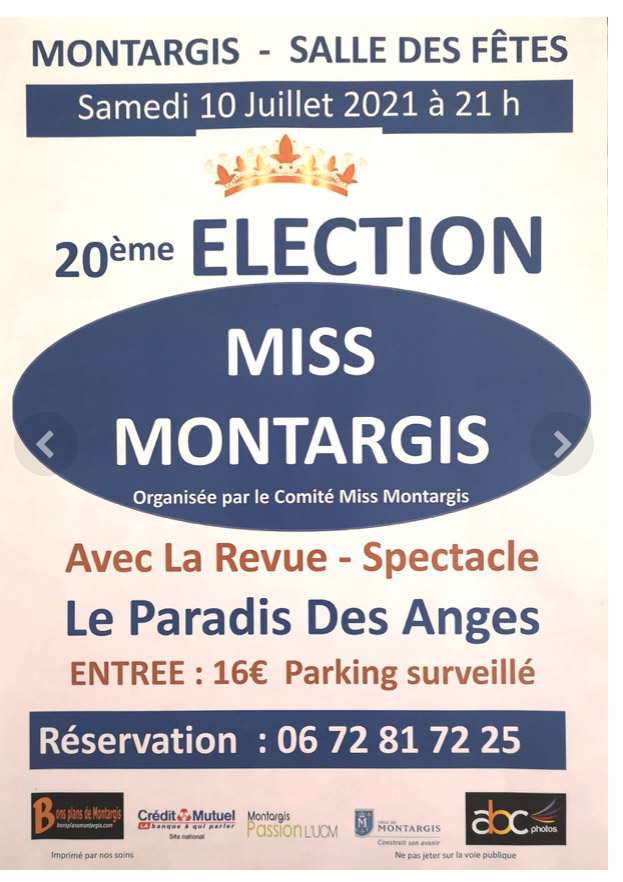 MONTARGIS - SALLE DES FÊTES
Samedi 10 Juillet 2021 à 21 h
20ème ELECTION
MISS
MONTARGIS
Organisée par le Comité Miss Montargis
Avec La Revue - Spectacle
Le Paradis Des Anges
ENTREE : 16€ Parking surveillé
Réservation : 06 72 81 72 25
Bons plans de Montargis
bonsplansmontargis.com
Crédit Mutuel
LA banque à qui parler
Site national
Montargis
Passion LUCM
VILLE DE
MONTARGIS
Construit son avenir
abc
photos
Imprimé par nos soins
Ne pas jeter sur la voie publique